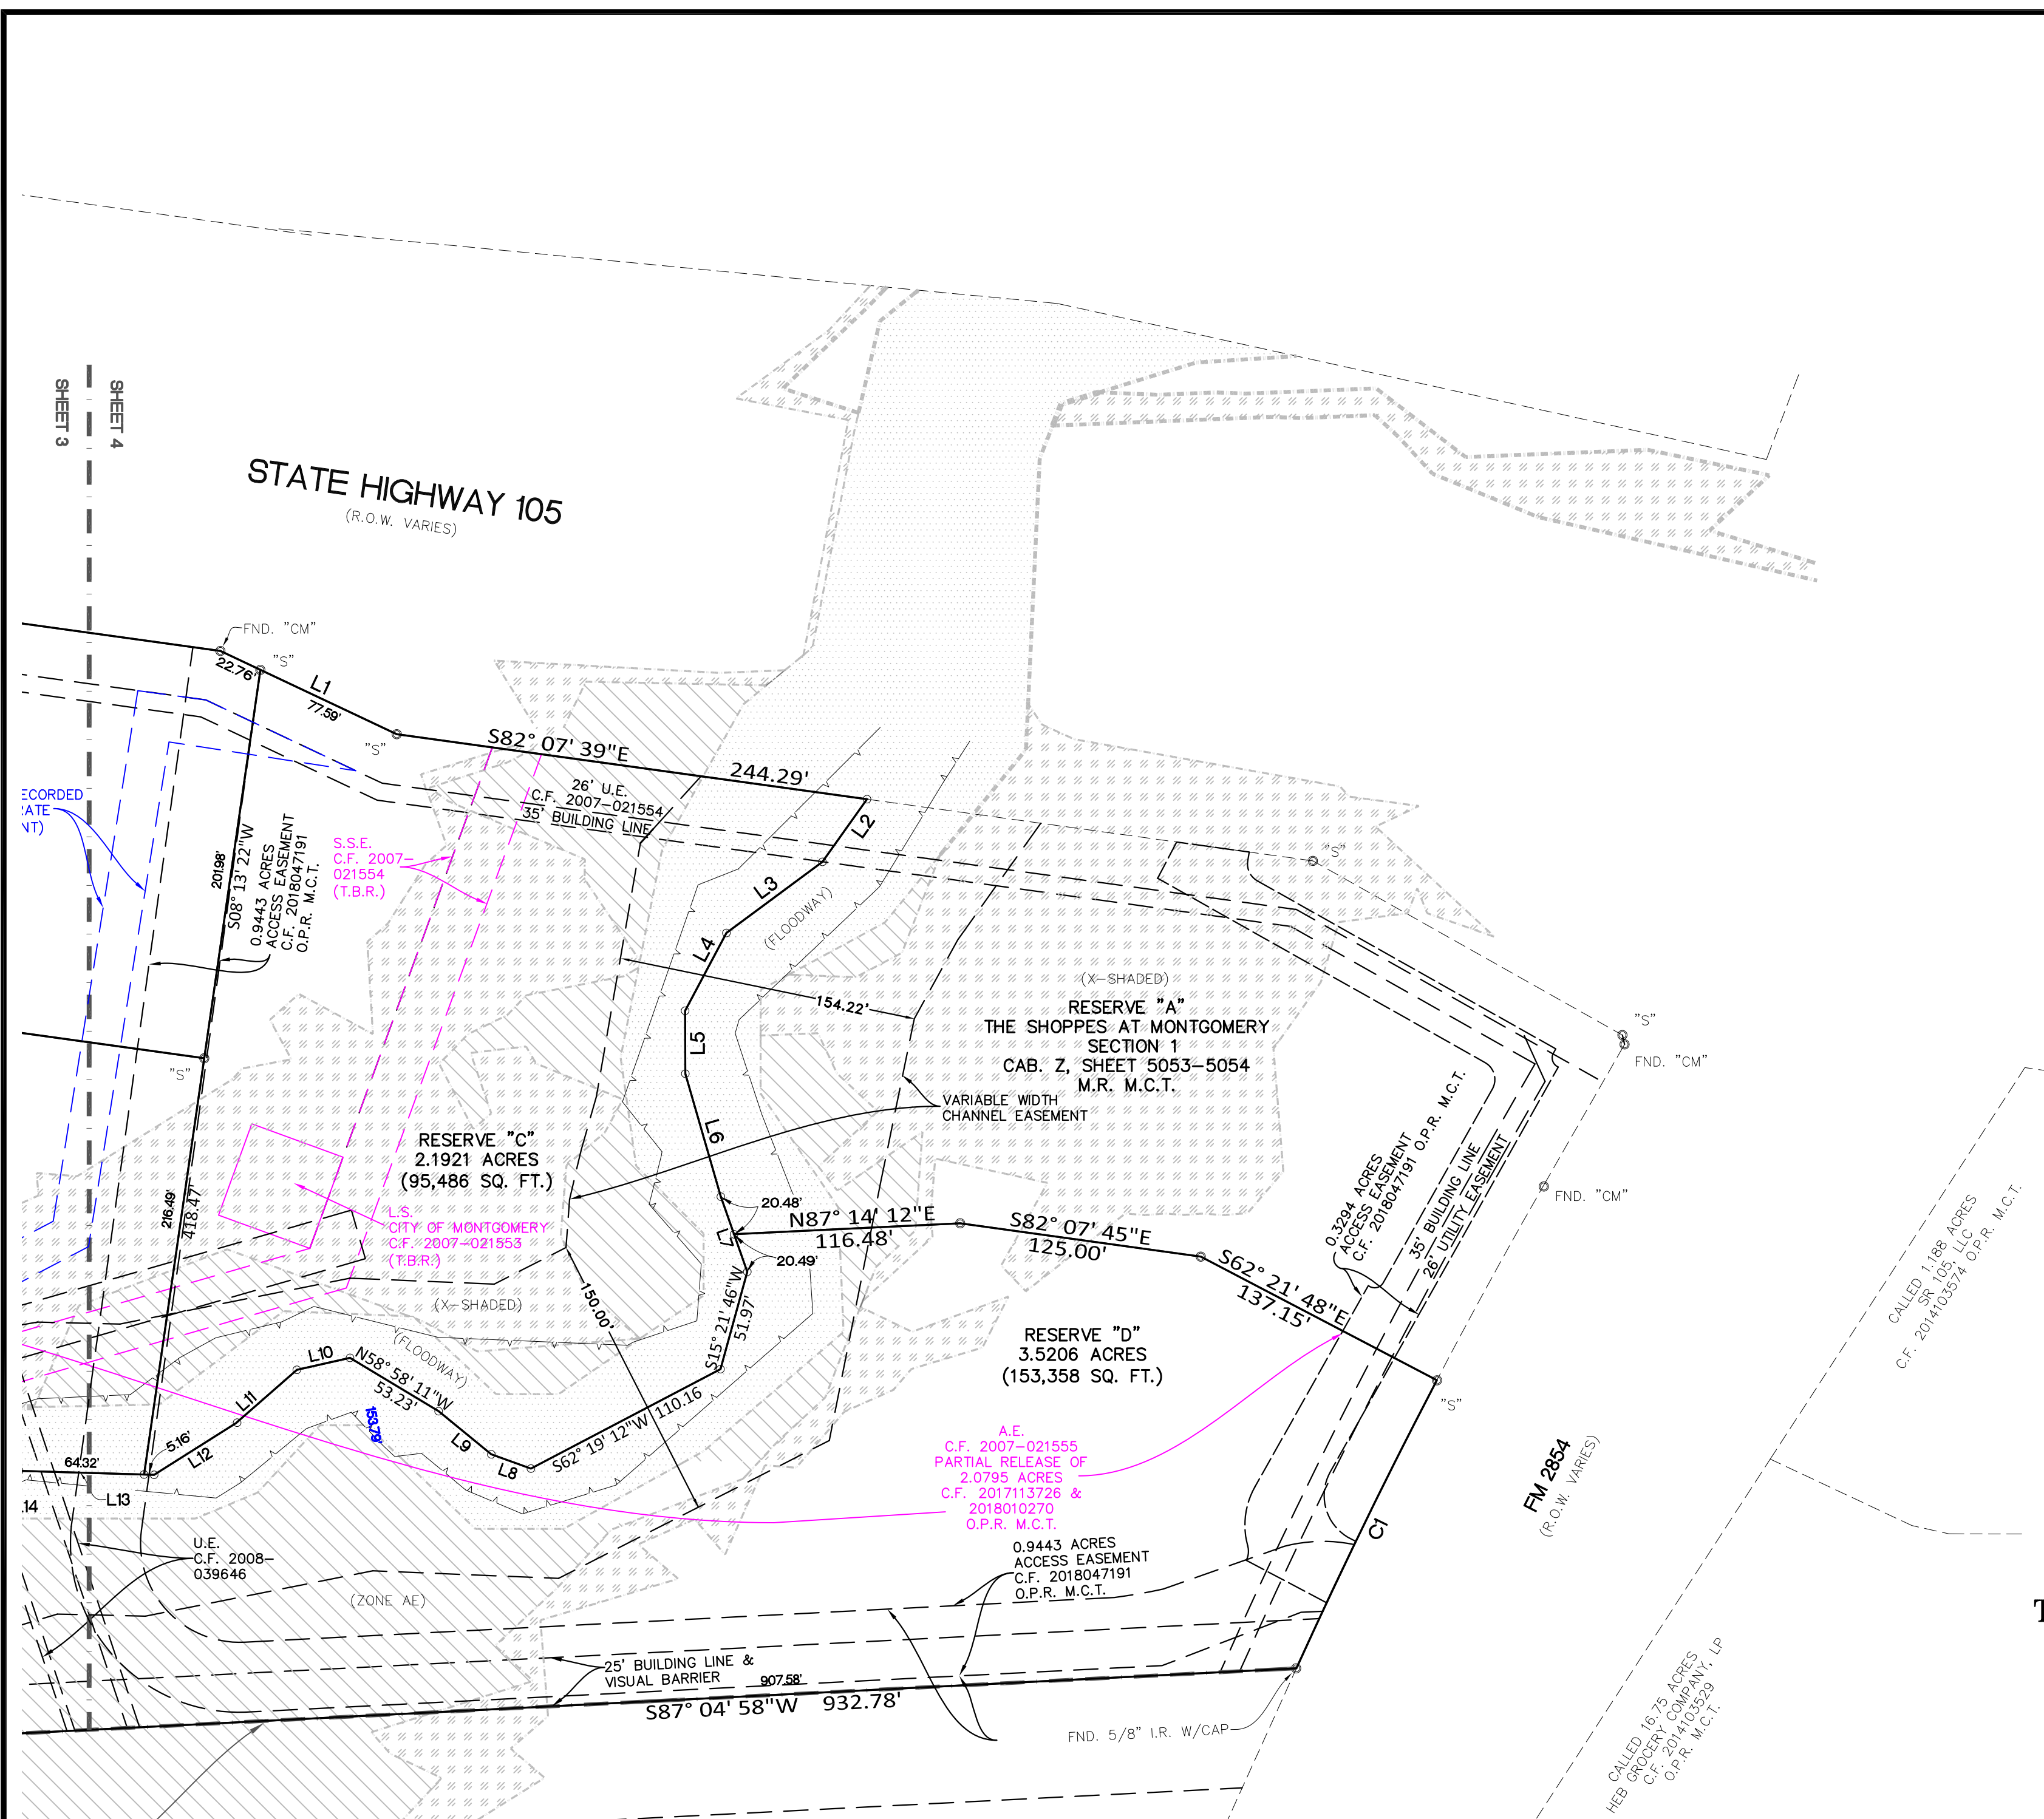 SHEET 3
SHEET 4
STATE HIGHWAY 105
(R.O.W. VARIES)
FND. "CM"
"S"
22.76'
L1
77.59'
"S"
S82° 07' 39"E
244.29'
26' U.E.
C.F. 2007-021554
35' BUILDING LINE
L2
"S"
ECORDED
RATE
NT)
201.98'
S08° 13' 22"W
0.9443 ACRES
ACCESS EASEMENT
C.F. 2018047191
O.P.R. M.C.T.
S.S.E.
C.F. 2007-
021554
(T.B.R.)
L3
(FLOODWAY)
L4
154.22'
(X-SHADED)
RESERVE "A"
THE SHOPPES AT MONTGOMERY
SECTION 1
CAB. Z, SHEET 5053-5054
M.R. M.C.T.
"S"
FND. "CM"
L5
"S"
VARIABLE WIDTH
CHANNEL EASEMENT
L6
RESERVE "C"
2.1921 ACRES
(95,486 SQ. FT.)
0.3294 ACRES
ACCESS EASEMENT
C.F. 2018047191 O.P.R. M.C.T.
35' BUILDING LINE
26' UTILITY EASEMENT
FND. "CM"
216.49'
418.47'
L.S.
CITY OF MONTGOMERY
C.F. 2007-021553
(T.B.R.)
20.48'
N87° 14' 12"E
116.48'
L7
20.49'
S82° 07' 45"E
125.00'
S62° 21' 48"E
137.15'
CALLED 1.188 ACRES
SR 105, LLC
C.F. 2014103574 O.P.R. M.C.T.
(X-SHADED)
150.00'
S15° 21' 46"W
51.97'
RESERVE "D"
3.5206 ACRES
(153,358 SQ. FT.)
(FLOODWAY)
L10
N58° 58' 11"W
53.23'
153.79'
L11
L9
L8
S62° 19' 12"W 110.16
"S"
5.16'
L12
64.32'
L13
.14
A.E.
C.F. 2007-021555
PARTIAL RELEASE OF
2.0795 ACRES
C.F. 2017113726 &
2018010270
O.P.R. M.C.T.
FM 2854
(R.O.W. VARIES)
C1
U.E.
C.F. 2008-
039646
0.9443 ACRES
ACCESS EASEMENT
C.F. 2018047191
O.P.R. M.C.T.
(ZONE AE)
T
25' BUILDING LINE &
VISUAL BARRIER
907.58'
S87° 04' 58"W 932.78'
FND. 5/8" I.R. W/CAP
CALLED 16.75 ACRES
HEB GROCERY COMPANY, LP
C.F. 2014103529
O.P.R. M.C.T.